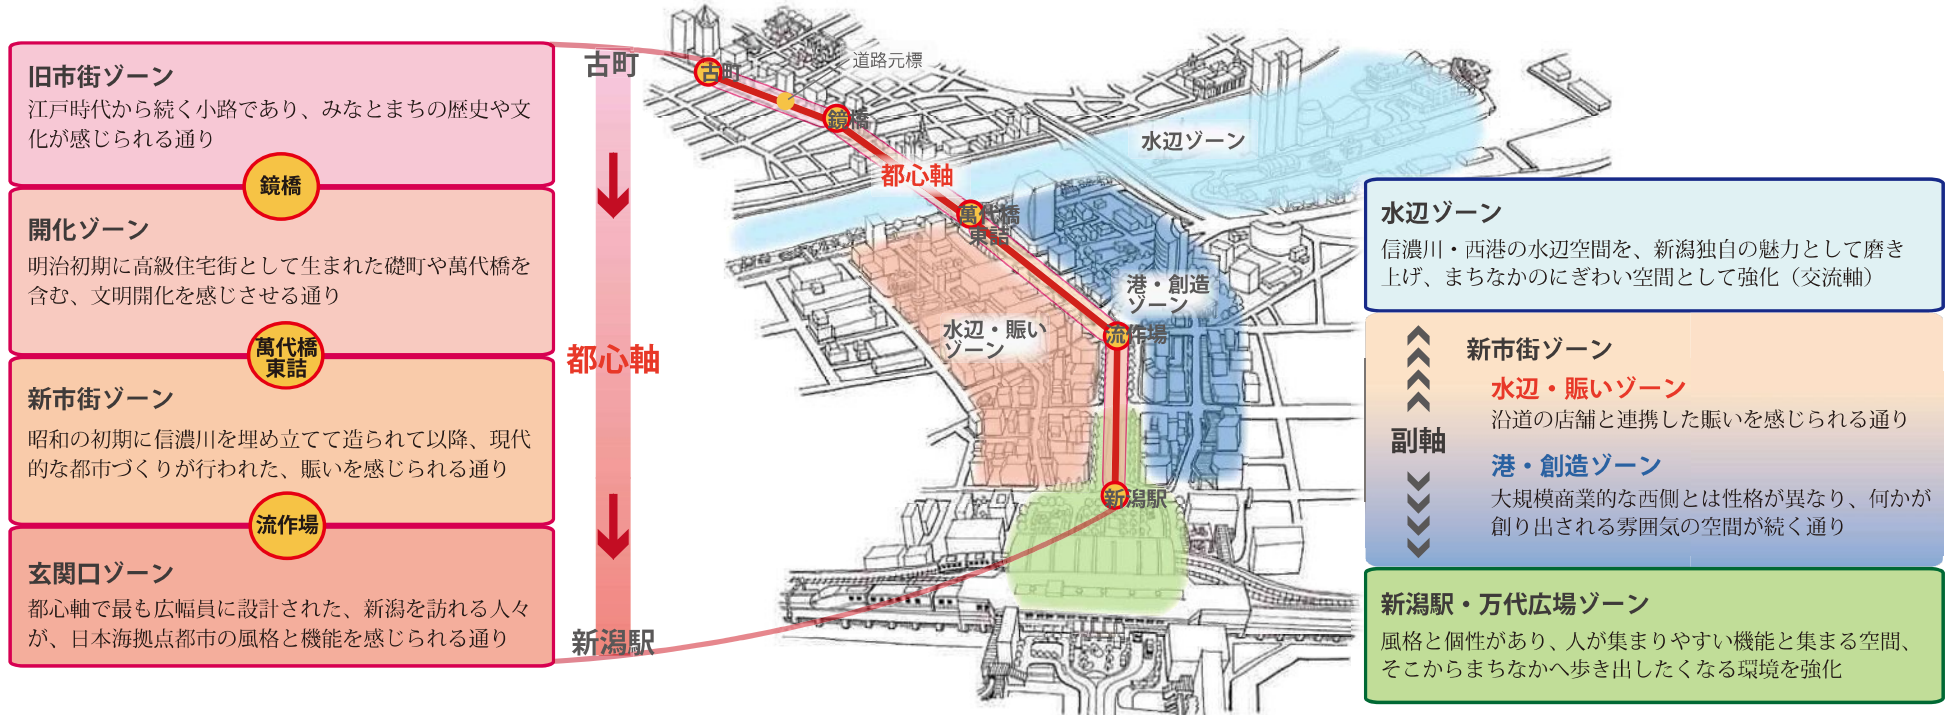 旧市街ゾーン
江戸時代から続く小路であり、みなとまちの歴史や文
化が感じられる通り
鏡橋
開化ゾーン
明治初期に高級住宅街として生まれた礎町や萬代橋を
含む、文明開化を感じさせる通り
萬代橋
東詰
新市街ゾーン
昭和の初期に信濃川を埋め立てて造られて以降、現代
的な都市づくりが行われた、賑いを感じられる通り
流作場
玄関口ゾーン
都心軸で最も広幅員に設計された、新潟を訪れる人々
が、日本海拠点都市の風格と機能を感じられる通り
古町
都心軸
新潟駅
古町
道路元標
鏡橋
都心軸
水辺ゾーン
萬代橋
東詰
港・創造
ゾーン
水辺・賑い
ゾーン
流作場
新潟駅
水辺ゾーン
信濃川・西港の水辺空間を、新潟独自の魅力として磨き
上げ、まちなかのにぎわい空間として強化（交流軸）
新市街ゾーン
水辺・賑いゾーン
沿道の店舗と連携した賑いを感じられる通り
副軸
港・創造ゾーン
大規模商業的な西側とは性格が異なり、何かが
創り出される雰囲気の空間が続く通り
新潟駅・万代広場ゾーン
風格と個性があり、人が集まりやすい機能と集まる空間、
そこからまちなかへ歩き出したくなる環境を強化